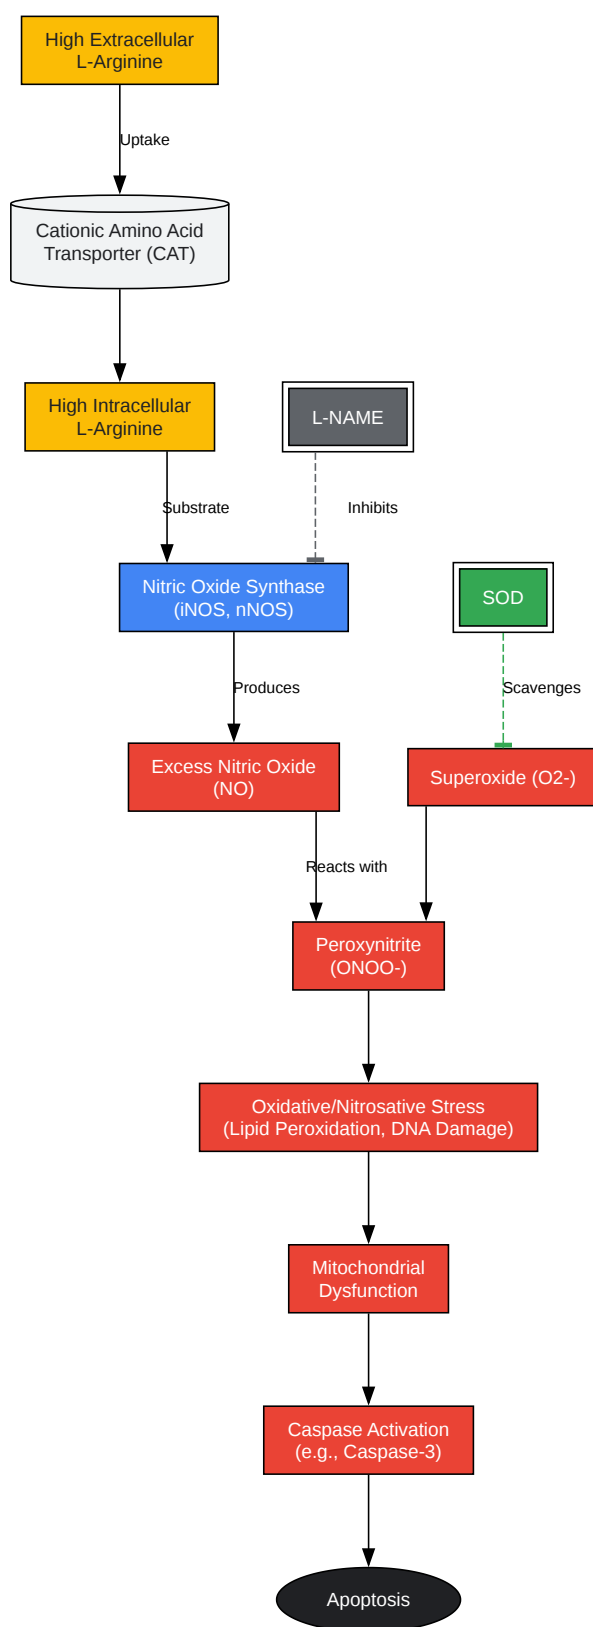 High Extracellular
L-Arginine
Uptake
Cationic Amino Acid
Transporter (CAT)
High Intracellular
L-Arginine
L-NAME
Substrate
Inhibits
Nitric Oxide Synthase
(iNOS, nNOS)
SOD
Produces
Scavenges
Excess Nitric Oxide
(NO)
Superoxide (O2-)
Reacts with
Peroxynitrite
(ONOO-)
Oxidative/Nitrosative Stress
(Lipid Peroxidation, DNA Damage)
Mitochondrial
Dysfunction
Caspase Activation
(e.g., Caspase-3)
Apoptosis